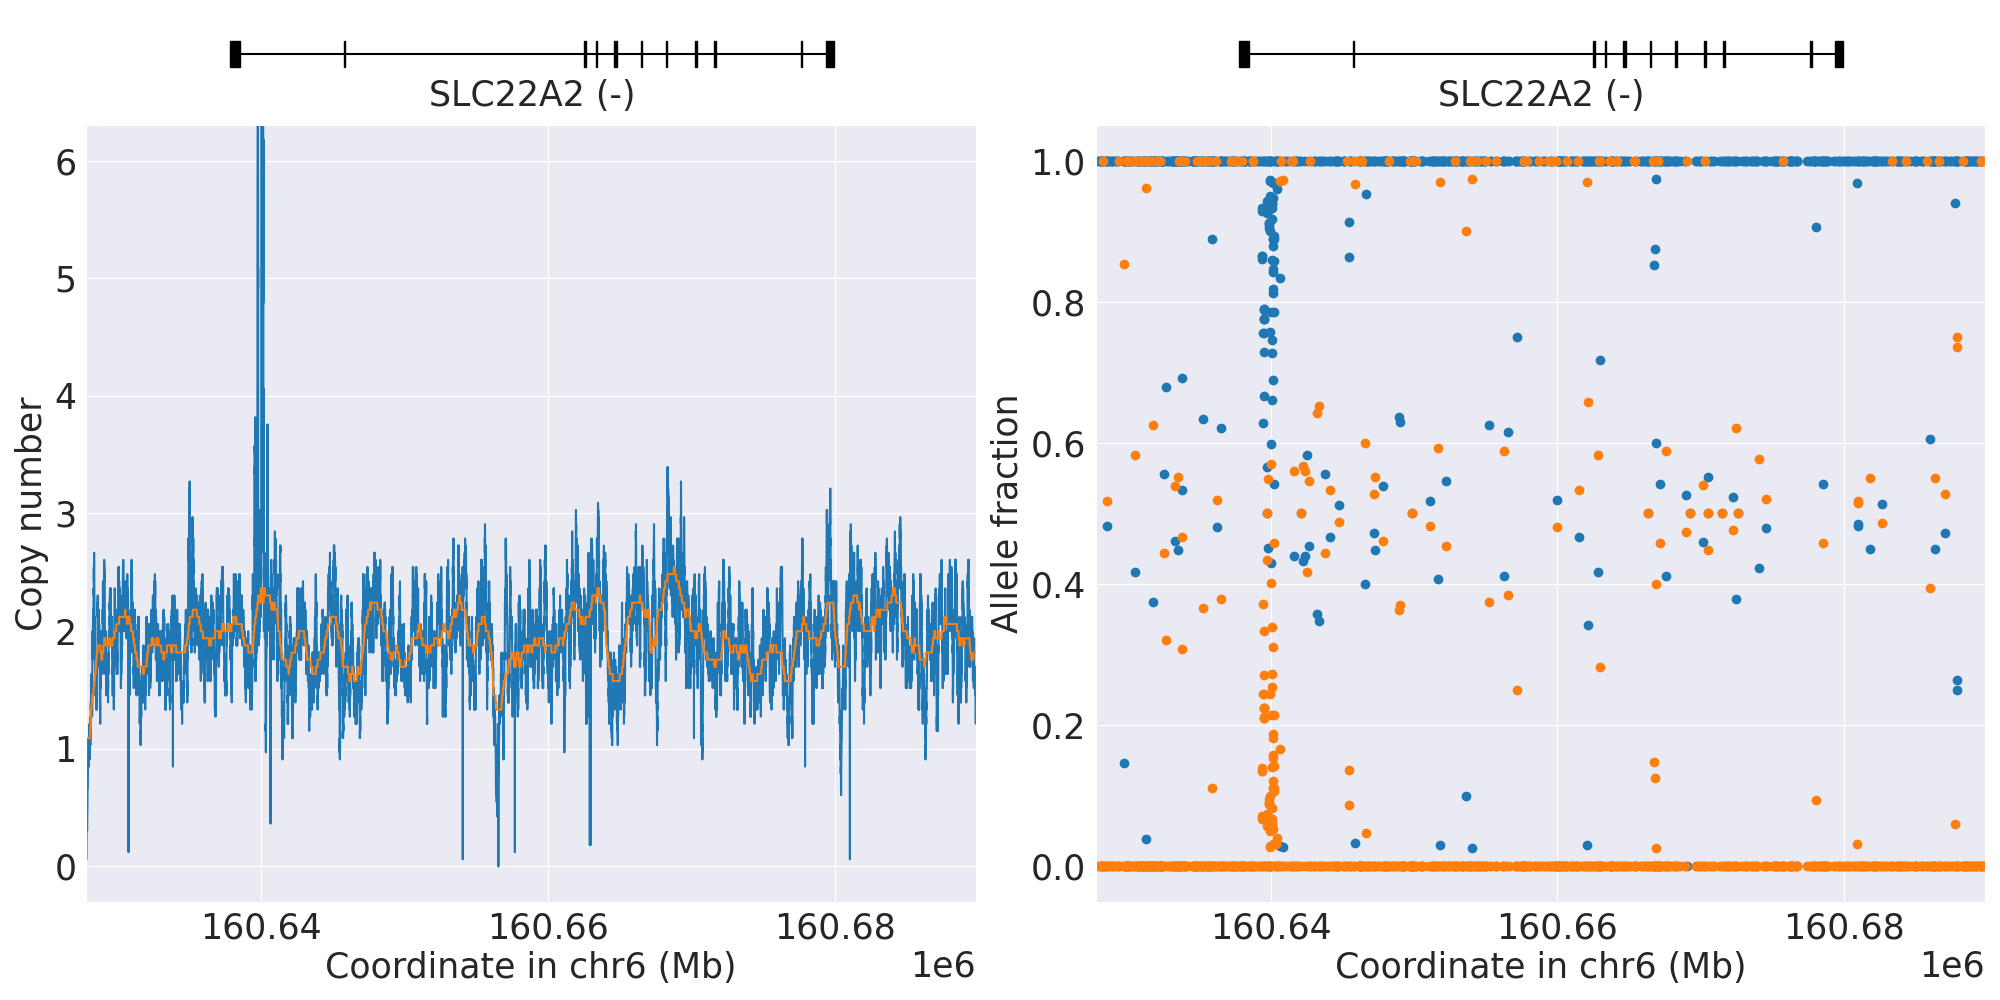 SLC22A2 (-)
6
5
4
3
2
1
0
Copy number
160.64
160.66
160.68
Coordinate in chr6 (Mb)
1e6
SLC22A2 (-)
1.0
0.8
0.6
0.4
0.2
0.0
Allele fraction
160.64
160.66
160.68
Coordinate in chr6 (Mb)
1e6